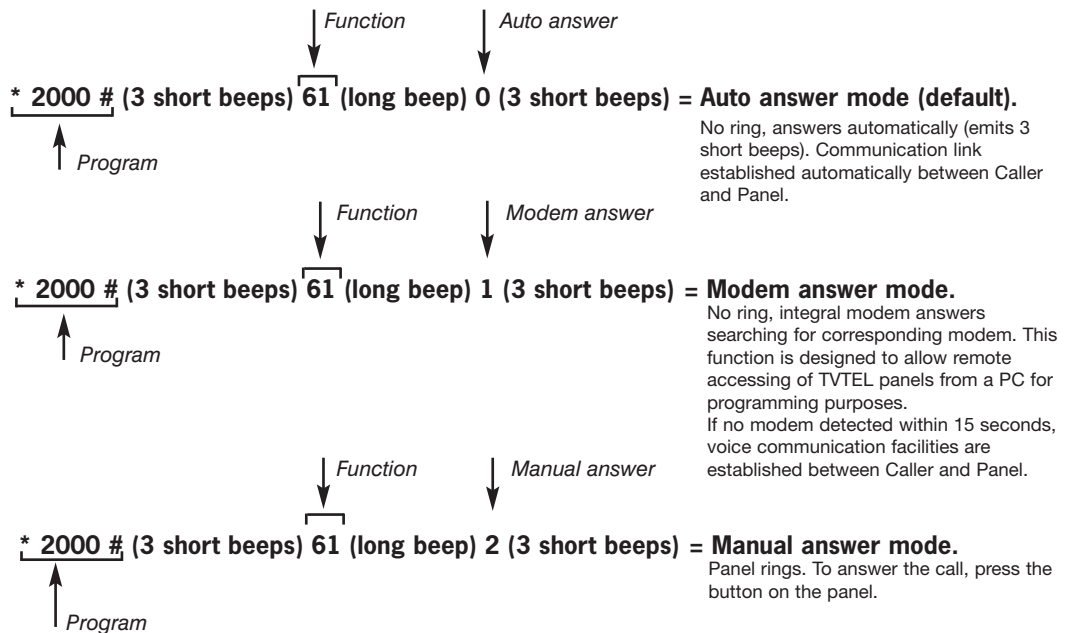 Function Auto answer
* 2000 # (3 short beeps) 61 (long beep) 0 (3 short beeps) = Auto answer mode (default).
No ring, answers automatically (emits 3
short beeps). Communication link
established automatically between Caller
and Panel.
Program
Function Modem answer
* 2000 # (3 short beeps) 61 (long beep) 1 (3 short beeps) = Modem answer mode.
No ring, integral modem answers
searching for corresponding modem. This
function is designed to allow remote
accessing of TVTEL panels from a PC for
programming purposes.
If no modem detected within 15 seconds,
voice communication facilities are
established between Caller and Panel.
Program
Function Manual answer
* 2000 # (3 short beeps) 61 (long beep) 2 (3 short beeps) = Manual answer mode.
Panel rings. To answer the call, press the
button on the panel.
Program